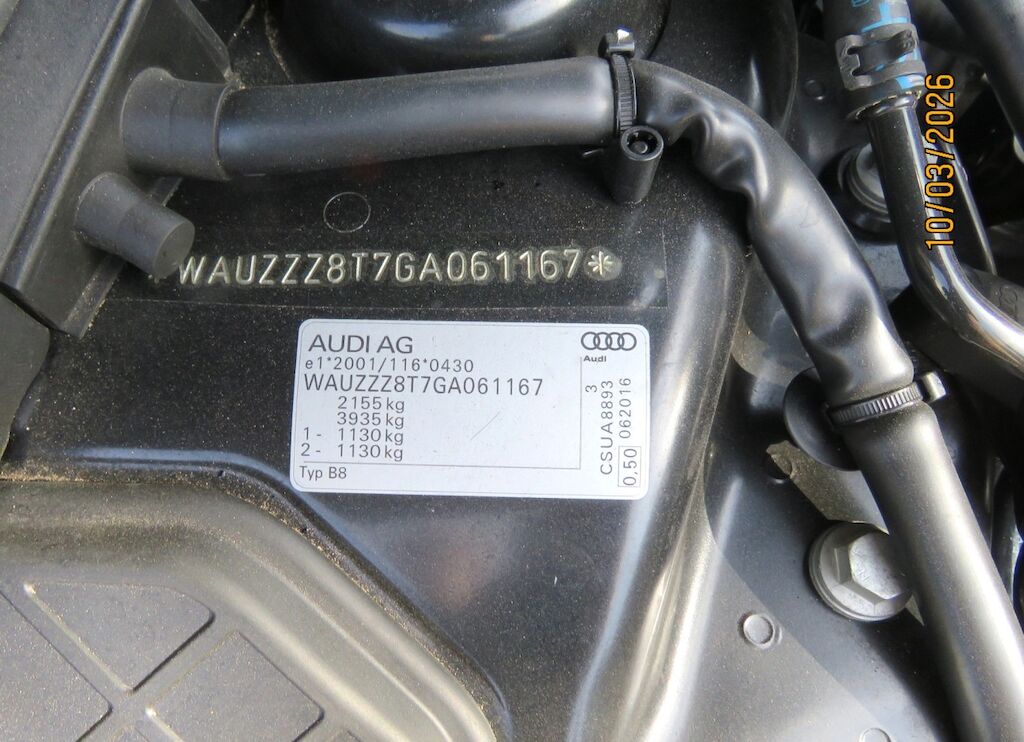 10/03/2026
WAUZZZ8T7GA061167*
AUDI AG
Audi
e1*2001/116*0430
WAUZZZ8T7GA061167
2155 kg
3935 kg
1 - 1130 kg
2 - 1130 kg
Typ B8
CSUA8893 3
0,50 062016